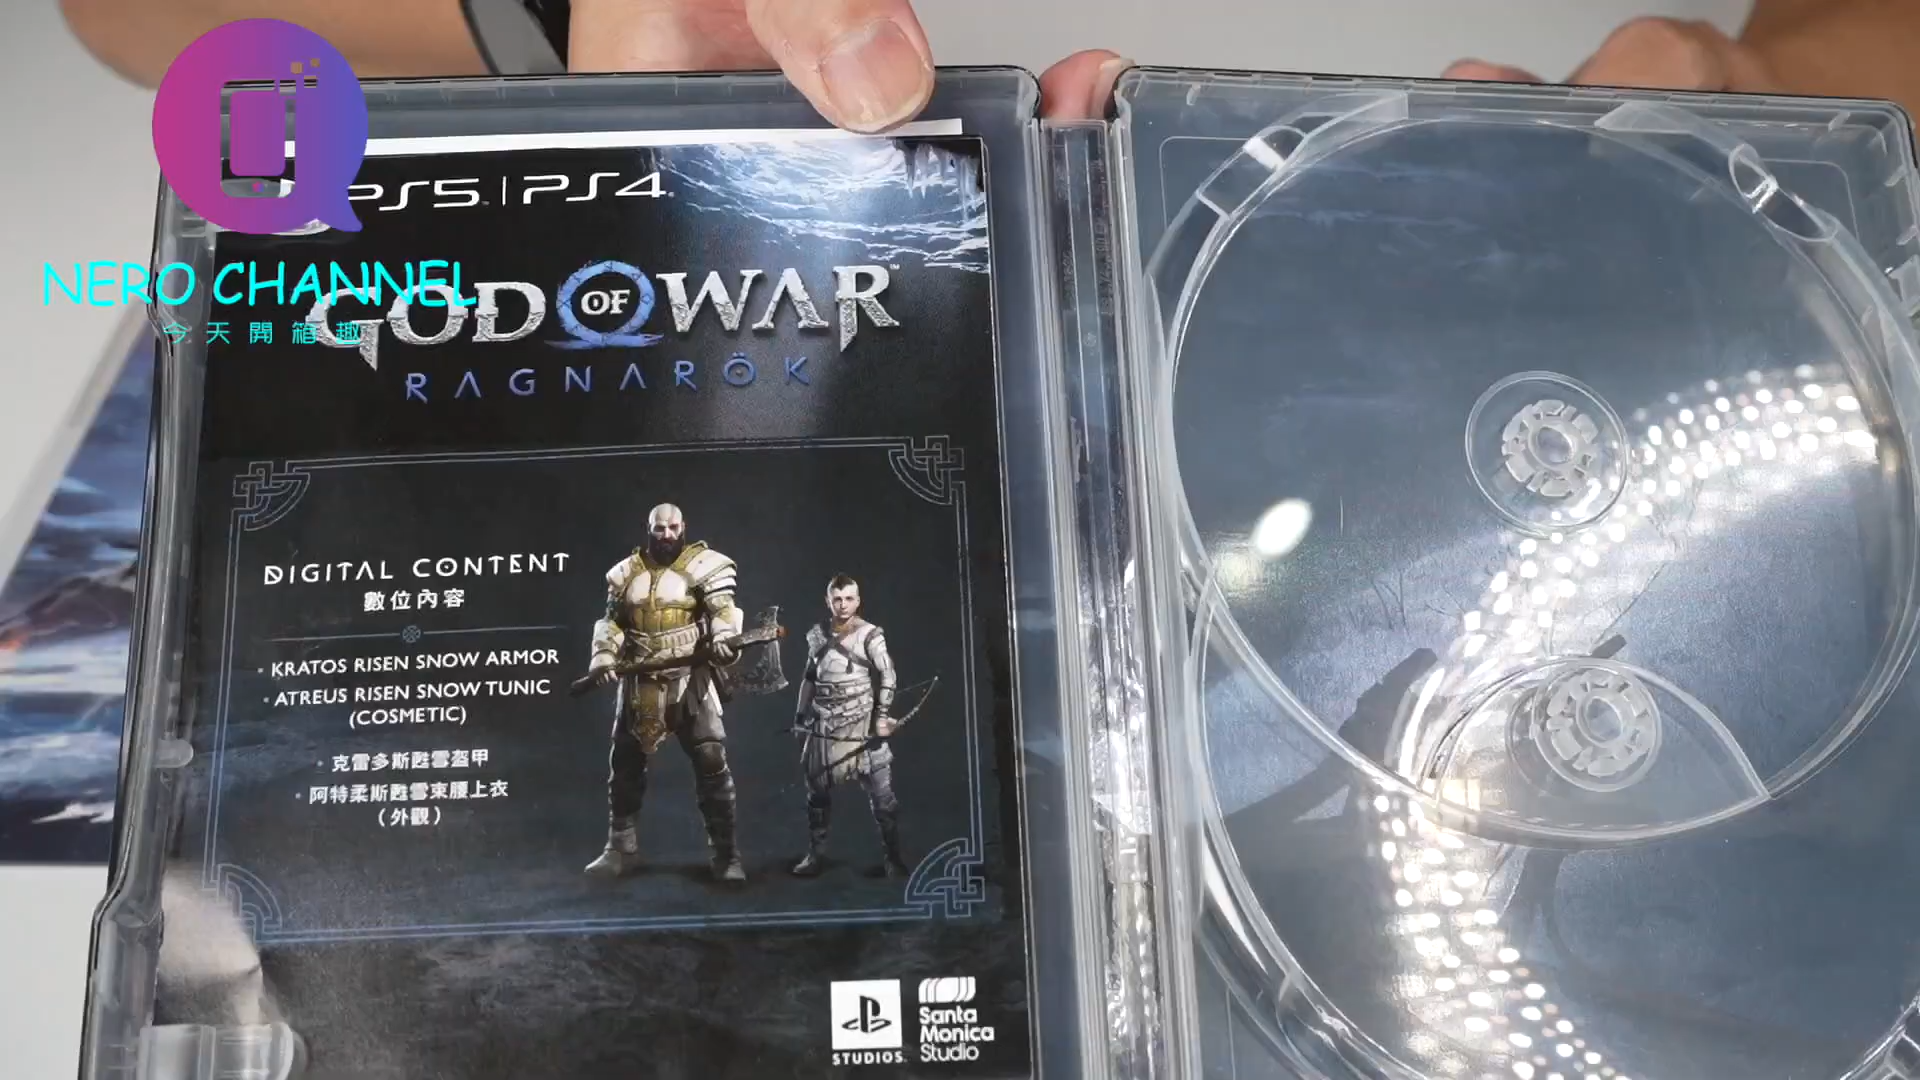 PS5 | PS4
NERO CHANNEL
今天開箱趣
GOD OF WAR
RAGNARÖK
DIGITAL CONTENT
數位內容
• KRATOS RISEN SNOW ARMOR
• ATREUS RISEN SNOW TUNIC
(COSMETIC)
• 克雷多斯甦雪盔甲
• 阿特柔斯甦雪束腰上衣
（外觀）
STUDIOS
Santa
Monica
Studio